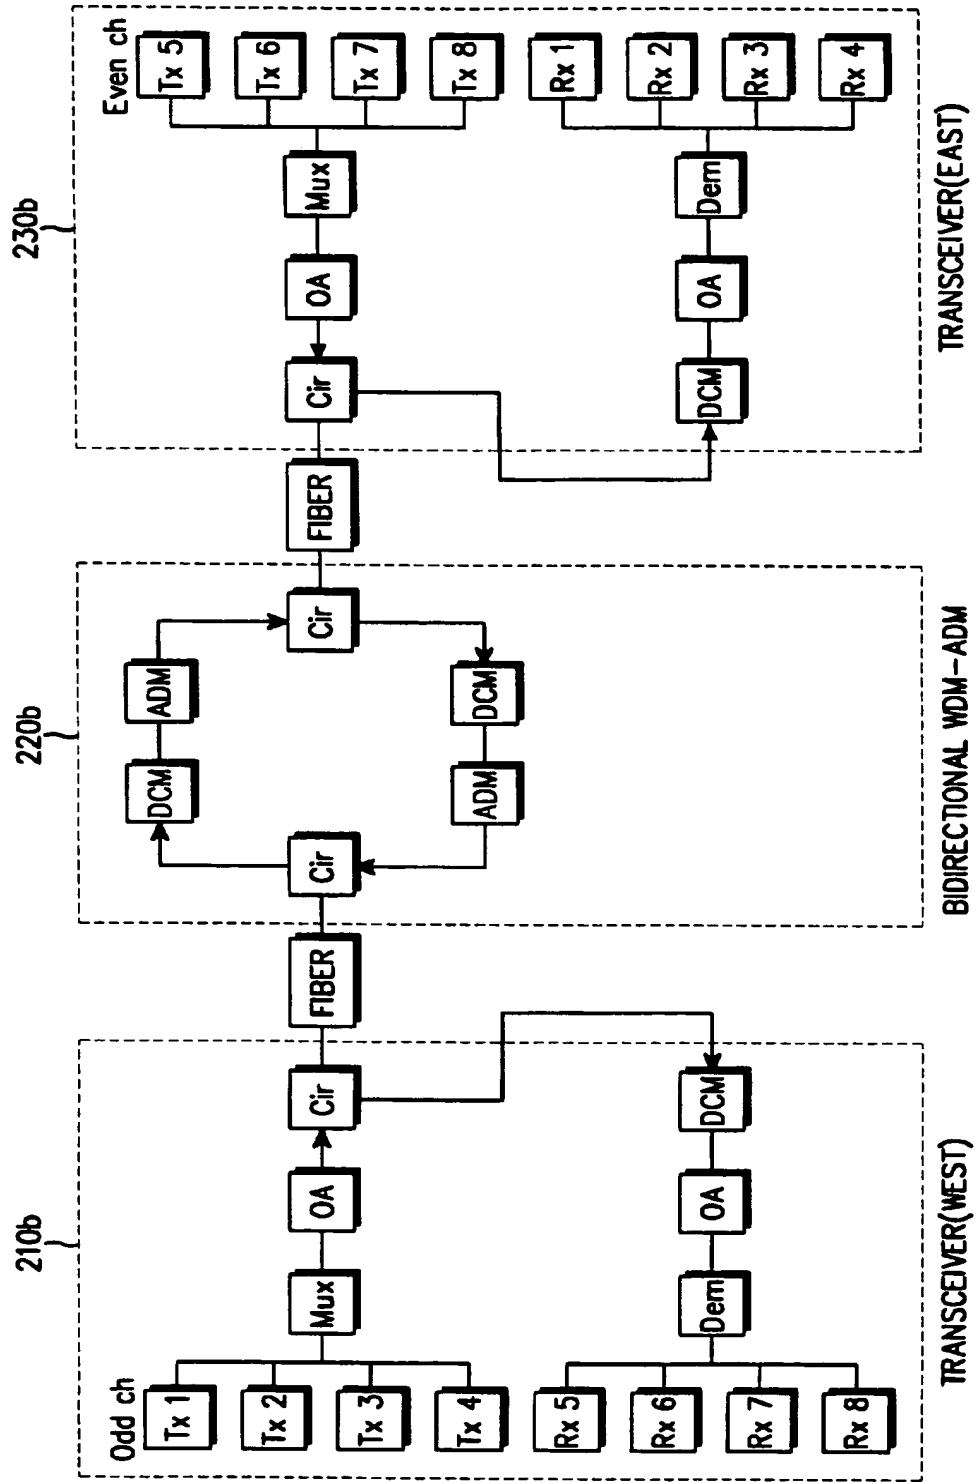 210b
220b
230b
Odd ch
Even ch
Tx 1
Tx 2
Tx 3
Tx 4
Mux
OA
Cir
FIBER
Cir
DCM
ADM
Cir
ADM
DCM
FIBER
Cir
OA
Mux
Tx 5
Tx 6
Tx 7
Tx 8
Rx 5
Rx 6
Rx 7
Rx 8
Dem
OA
DCM
DCM
OA
Dem
Rx 1
Rx 2
Rx 3
Rx 4
TRANSCEIVER(WEST)
BIDIRECTIONAL WDM-ADM
TRANSCEIVER(EAST)